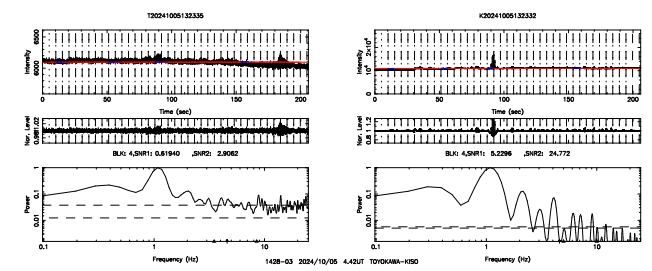 T20241005132335
K20241005132332
Intensity
6500
6000
0
50
100
150
200
Time (sec)
Intensity
2×10⁴
10⁴
0
0
50
100
150
200
Time (sec)
Nor. Level
0.98
1
1.02
Nor. Level
0.8
1
1.2
BLK: 4,SNR1: 0.61940 ,SNR2: 2.9062
BLK: 4,SNR1: 5.2296 ,SNR2: 24.772
Power
1
0.1
0.01
0.1
1
10
Frequency (Hz)
Power
1
0.1
0.01
0.1
1
10
Frequency (Hz)
1428-03 2024/10/05 4.42UT TOYOKAWA-KISO